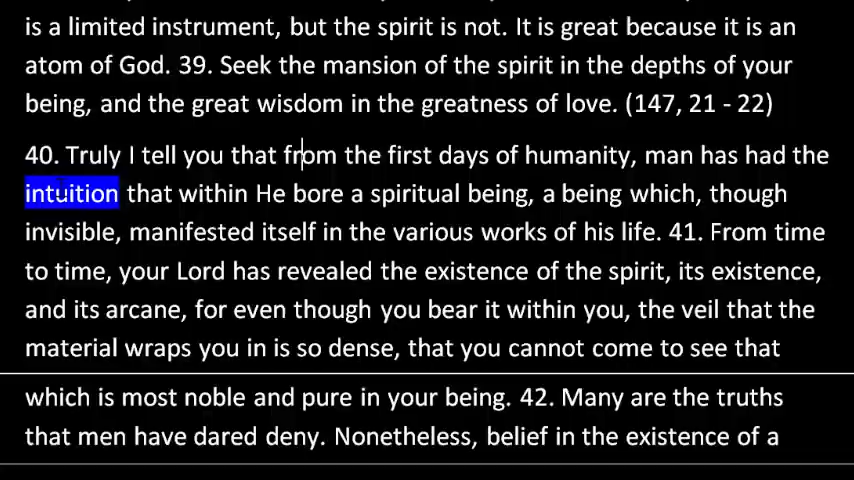 is a limited instrument, but the spirit is not. It is great because it is an
atom of God. 39. Seek the mansion of the spirit in the depths of your
being, and the great wisdom in the greatness of love. (147, 21 - 22)
40. Truly I tell you that from the first days of humanity, man has had the
intuition that within He bore a spiritual being, a being which, though
invisible, manifested itself in the various works of his life. 41. From time
to time, your Lord has revealed the existence of the spirit, its existence,
and its arcane, for even though you bear it within you, the veil that the
material wraps you in is so dense, that you cannot come to see that
which is most noble and pure in your being. 42. Many are the truths
that men have dared deny. Nonetheless, belief in the existence of a